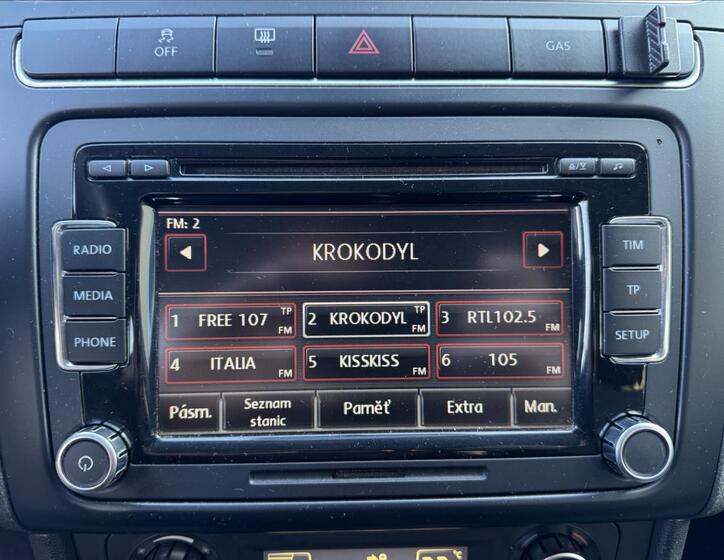 OFF
GAS
FM: 2
KROKODYL
RADIO
MEDIA
PHONE
TIM
TP
SETUP
1 FREE 107 TP FM
2 KROKODYL TP FM
3 RTL102.5 FM
4 ITALIA FM
5 KISSKISS FM
6 105 FM
Pásm.
Seznam
stanic
Paměť
Extra
Man.
°C